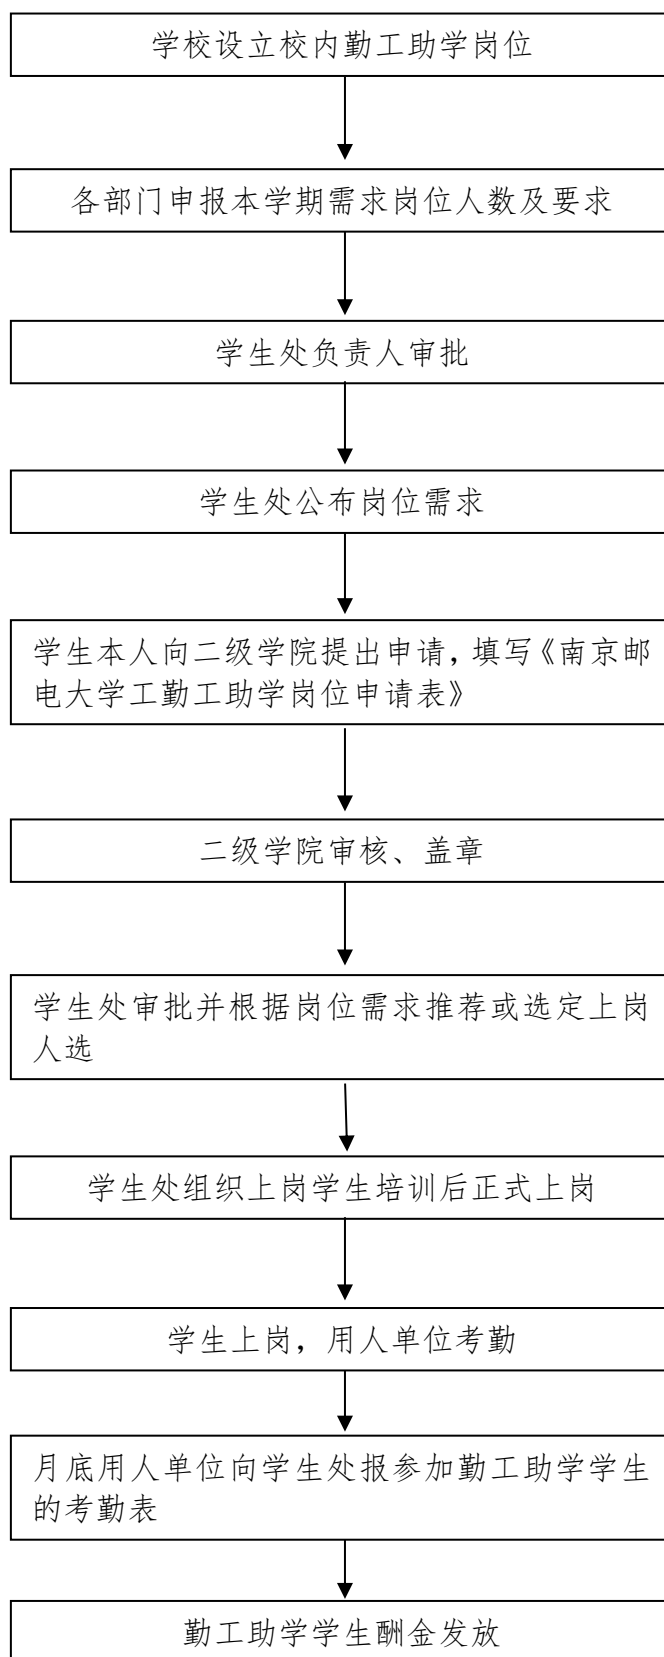 学校设立校内勤工助学岗位
各部门申报本学期需求岗位人数及要求
学生处负责人审批
学生处公布岗位需求
学生本人向二级学院提出申请，填写《南京邮
电大学工勤工助学岗位申请表》
二级学院审核、盖章
学生处审批并根据岗位需求推荐或选定上岗
人选
学生处组织上岗学生培训后正式上岗
学生上岗，用人单位考勤
月底用人单位向学生处报参加勤工助学学生
的考勤表
勤工助学学生酬金发放